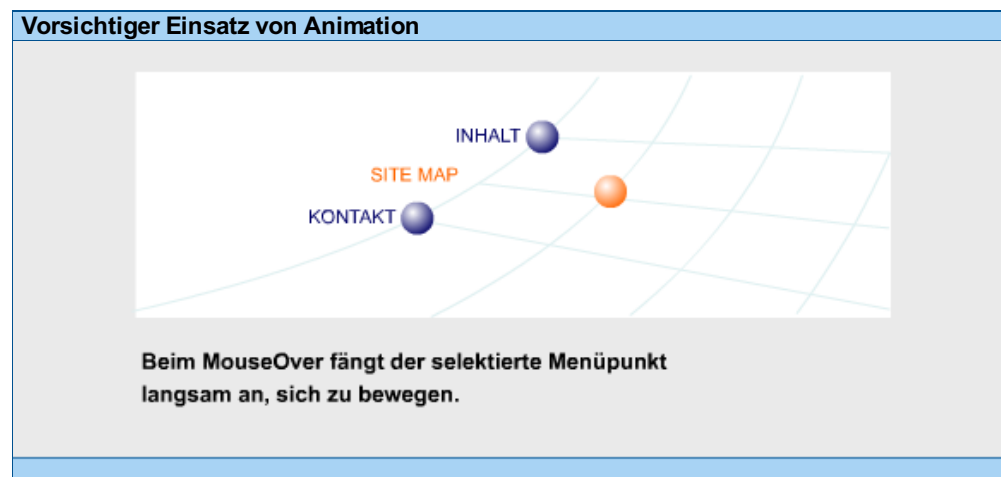 Vorsichtiger Einsatz von Animation
INHALT
SITE MAP
KONTAKT
Beim MouseOver fängt der selektierte Menüpunkt
langsam an, sich zu bewegen.